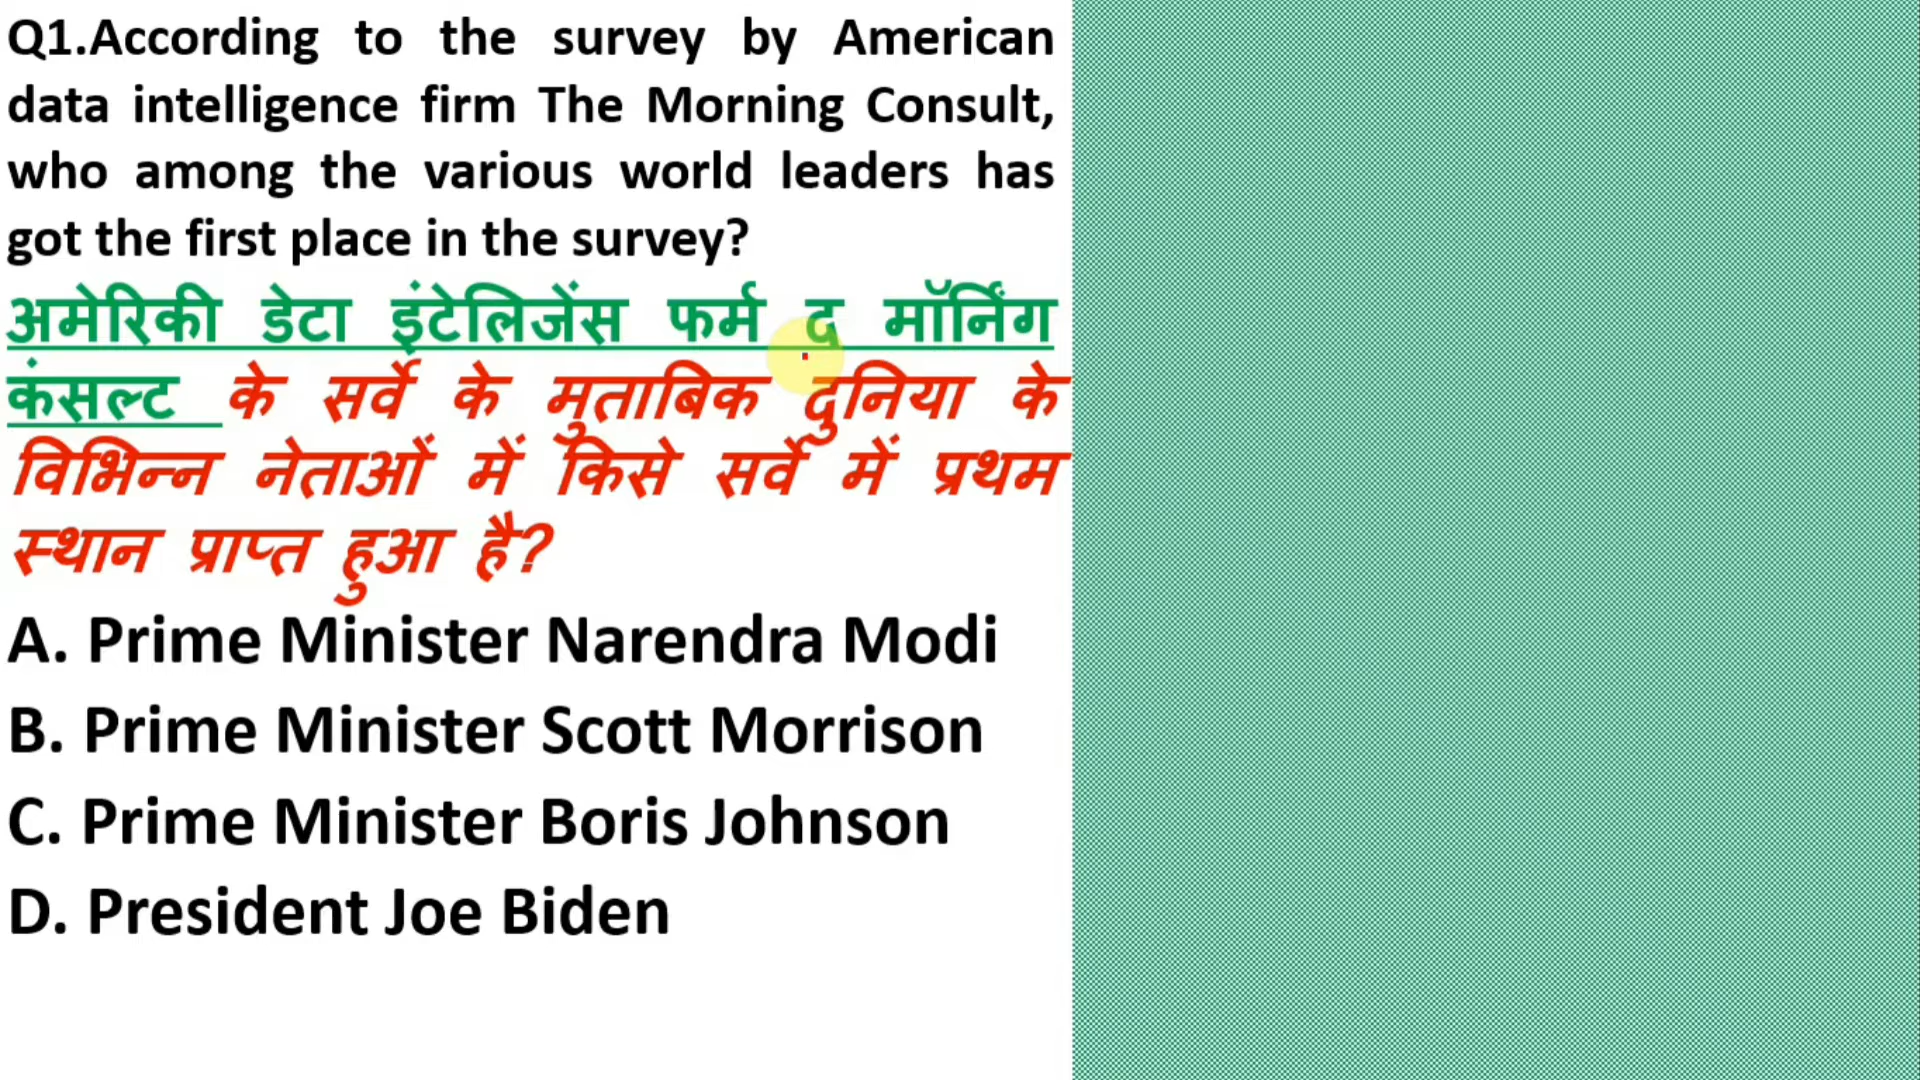 Q1.According to the survey by American
data intelligence firm The Morning Consult,
who among the various world leaders has
got the first place in the survey?
अमेरिकी डेटा इंटेलिजेंस फर्म द मॉर्निंग
कंसल्ट के सर्वे के मुताबिक दुनिया के
विभिन्न नेताओं में किसे सर्वे में प्रथम
स्थान प्राप्त हुआ है?
A. Prime Minister Narendra Modi
B. Prime Minister Scott Morrison
C. Prime Minister Boris Johnson
D. President Joe Biden